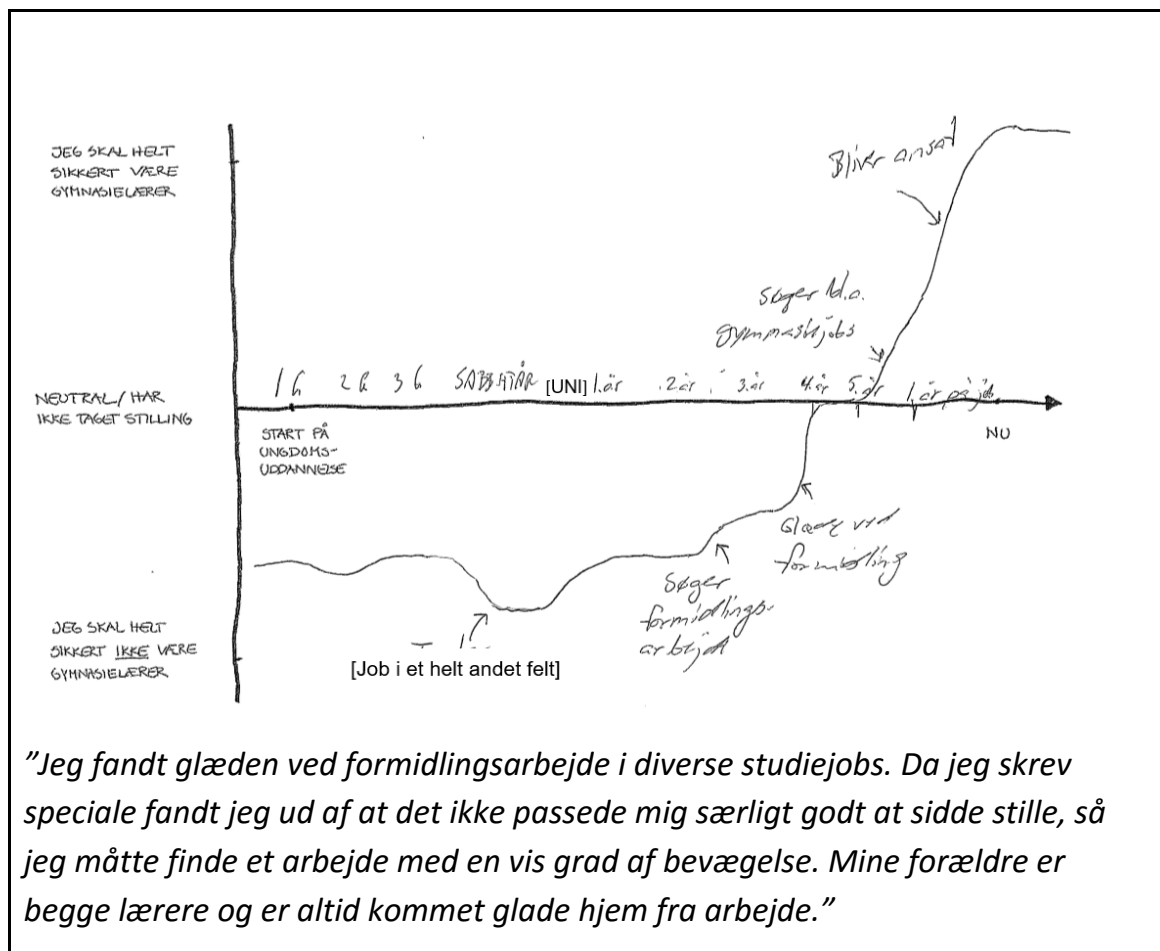 JEG SKAL HELT
SIKKERT VÆRE
GYMNASIELÆRER
Bliver ansat
Søger bl.a.
gymnasiejobs
1 G 2 G 3 G SABBATÅR [UNI] 1. år 2. år 3. år 4. år 5. år 1. år på job
NEUTRAL/HAR
IKKE TAGET STILLING
START PÅ
UNGDOMS-
UDDANNELSE
NU
Glæde ved
formidling
Søger
formidlings-
arbejde
JEG SKAL HELT
SIKKERT IKKE VÆRE
GYMNASIELÆRER
[Job i et helt andet felt]
"Jeg fandt glæden ved formidlingsarbejde i diverse studiejobs. Da jeg skrev
speciale fandt jeg ud af at det ikke passede mig særligt godt at sidde stille, så
jeg måtte finde et arbejde med en vis grad af bevægelse. Mine forældre er
begge lærere og er altid kommet glade hjem fra arbejde."